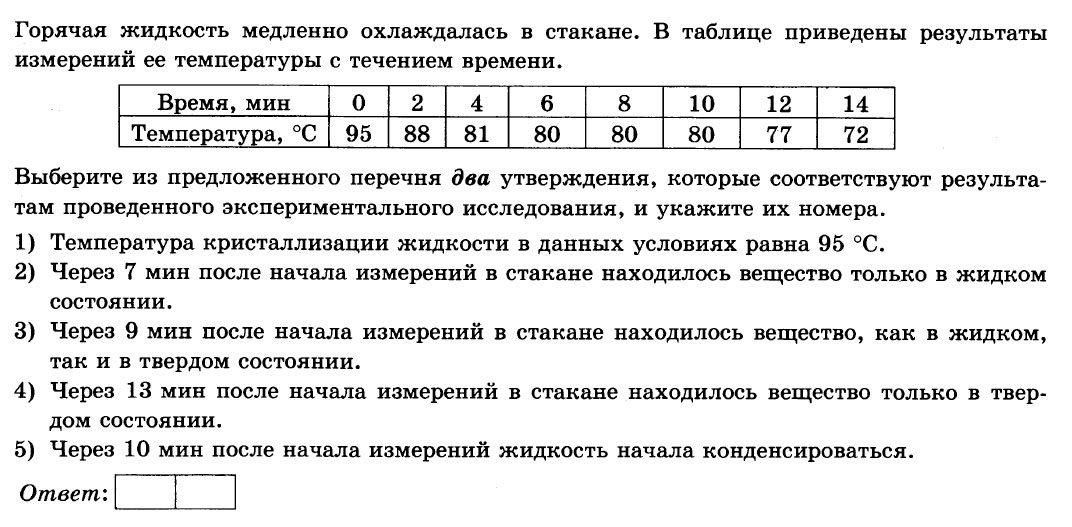 Горячая жидкость медленно охлаждалась в стакане. В таблице приведены результаты
измерений ее температуры с течением времени.
Время, мин 0 2 4 6 8 10 12 14
Температура, °С 95 88 81 80 80 80 77 72
Выберите из предложенного перечня два утверждения, которые соответствуют результа-
там проведенного экспериментального исследования, и укажите их номера.
1) Температура кристаллизации жидкости в данных условиях равна 95 °С.
2) Через 7 мин после начала измерений в стакане находилось вещество только в жидком
состоянии.
3) Через 9 мин после начала измерений в стакане находилось вещество, как в жидком,
так и в твердом состоянии.
4) Через 13 мин после начала измерений в стакане находилось вещество только в твер-
дом состоянии.
5) Через 10 мин после начала измерений жидкость начала конденсироваться.
Ответ: